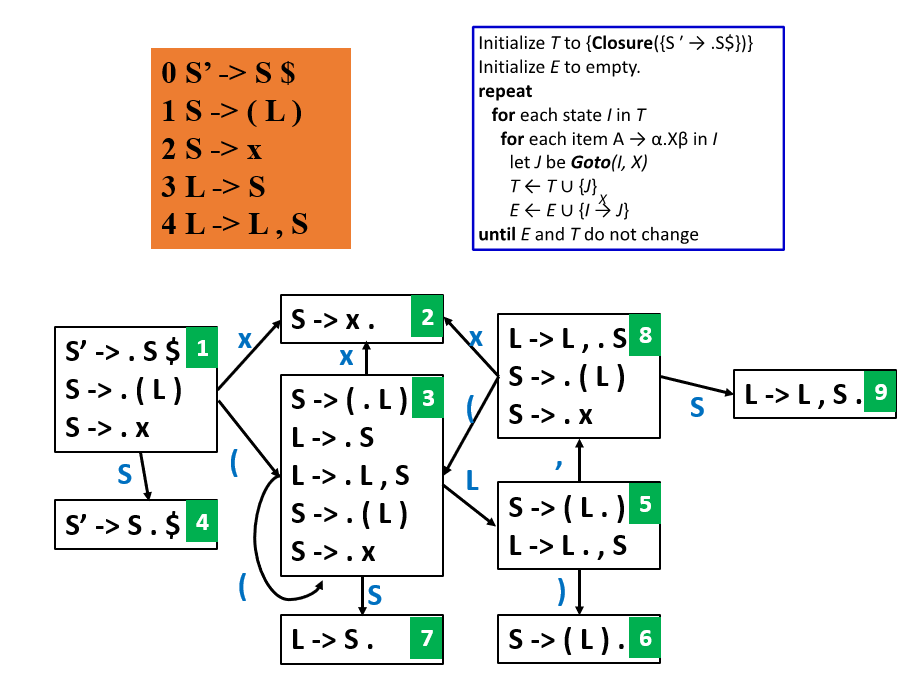 0 S’ -> S $
1 S -> ( L )
2 S -> x
3 L -> S
4 L -> L , S
Initialize T to {Closure({S ′ → .S$})}
Initialize E to empty.
repeat
for each state I in T
for each item A → α.Xβ in I
let J be Goto(I, X)
T ← T ∪ {J}
X
E ← E ∪ {I → J}
until E and T do not change
S’ -> . S $
S -> . ( L )
S -> . x
1
x
(
S
S’ -> S . $
4
S -> x .
2
x
S -> ( . L )
L -> . S
L -> . L , S
S -> . ( L )
S -> . x
3
(
S
L
L -> S .
7
x
(
L -> L , . S
S -> . ( L )
S -> . x
8
S
L -> L , S .
9
,
S -> ( L . )
L -> L . , S
5
)
S -> ( L ) .
6